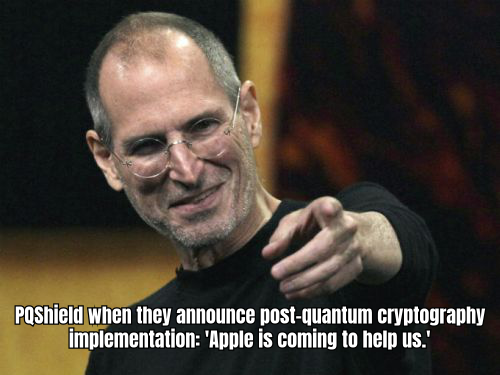 PQShield when they announce post-quantum cryptography
implementation: 'Apple is coming to help us.'